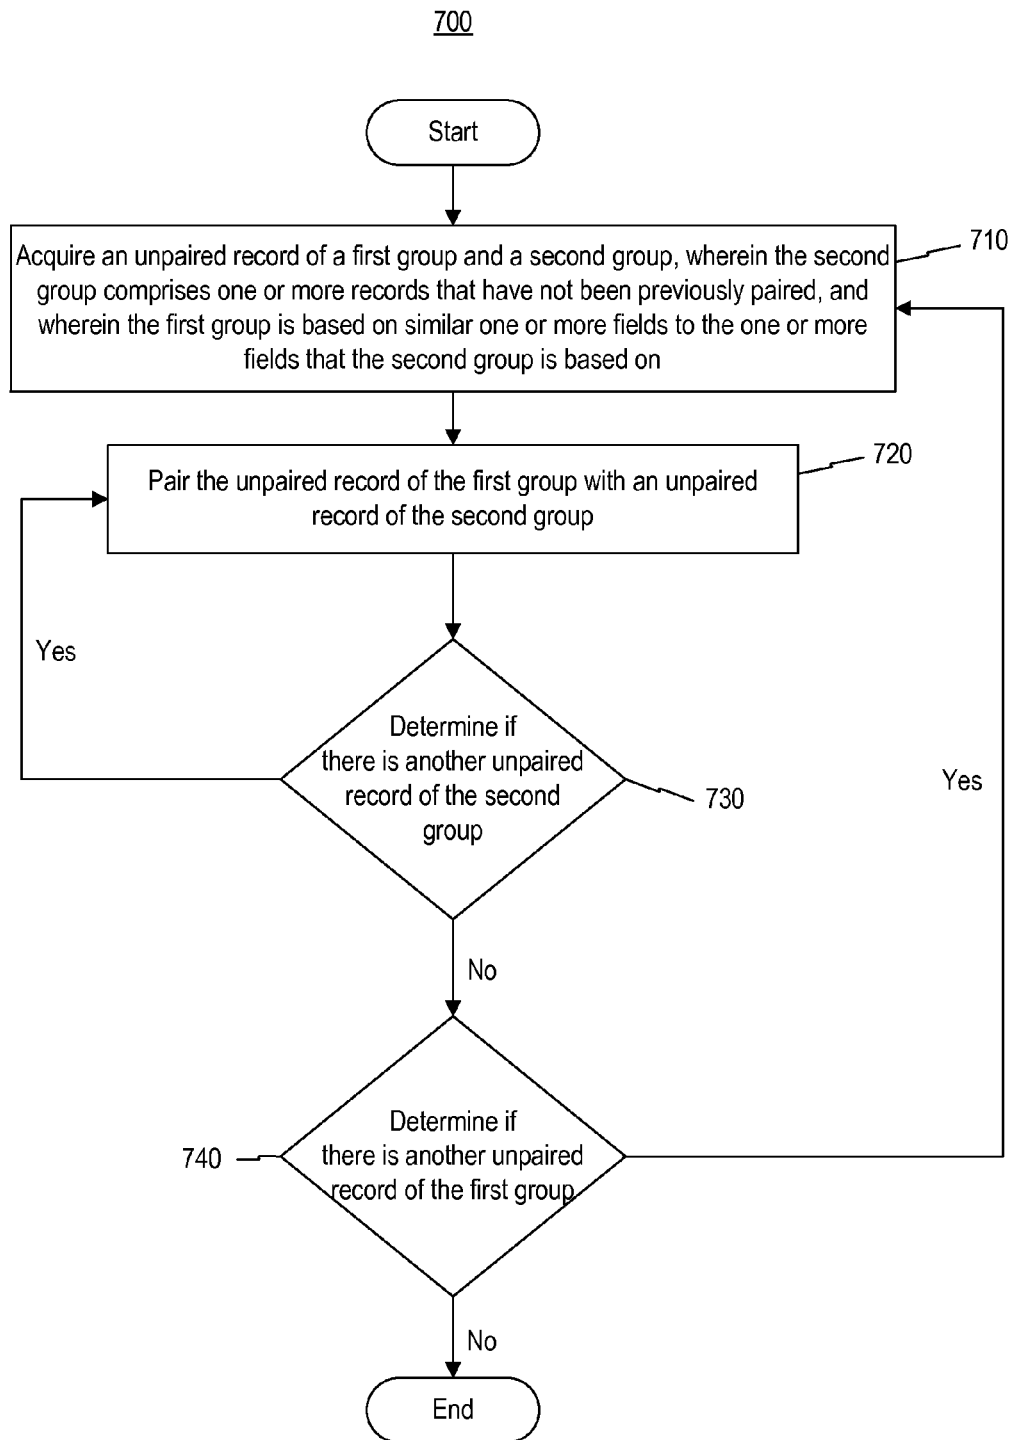 700
Start
Acquire an unpaired record of a first group and a second group, wherein the second
group comprises one or more records that have not been previously paired, and
wherein the first group is based on similar one or more fields to the one or more
fields that the second group is based on
710
Pair the unpaired record of the first group with an unpaired
record of the second group
720
Yes
Determine if
there is another unpaired
record of the second
group
730
Yes
No
Determine if
there is another unpaired
record of the first group
740
No
End